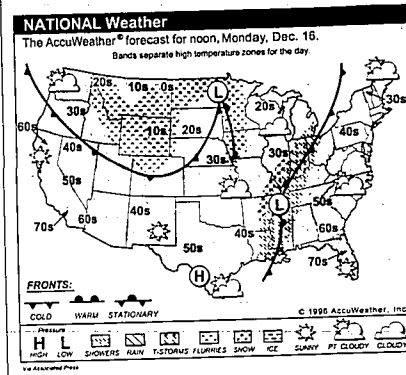 NATIONAL Weather
The AccuWeather® forecast for noon, Monday, Dec. 16.
Bands separate high temperature zones for the day.
20s 10s 0s L 20s 30s
30s 10s 20s 40s
60s 40s 30s 30s
50s L 50s
70s 60s 40s 40s 60s
50s 70s
H
FRONTS:
COLD WARM STATIONARY
© 1996 AccuWeather, Inc.
Pressure
H L
HIGH LOW SHOWERS RAIN T-STORMS FLURRIES SNOW ICE SUNNY PT. CLOUDY CLOUDY
Via Associated Press